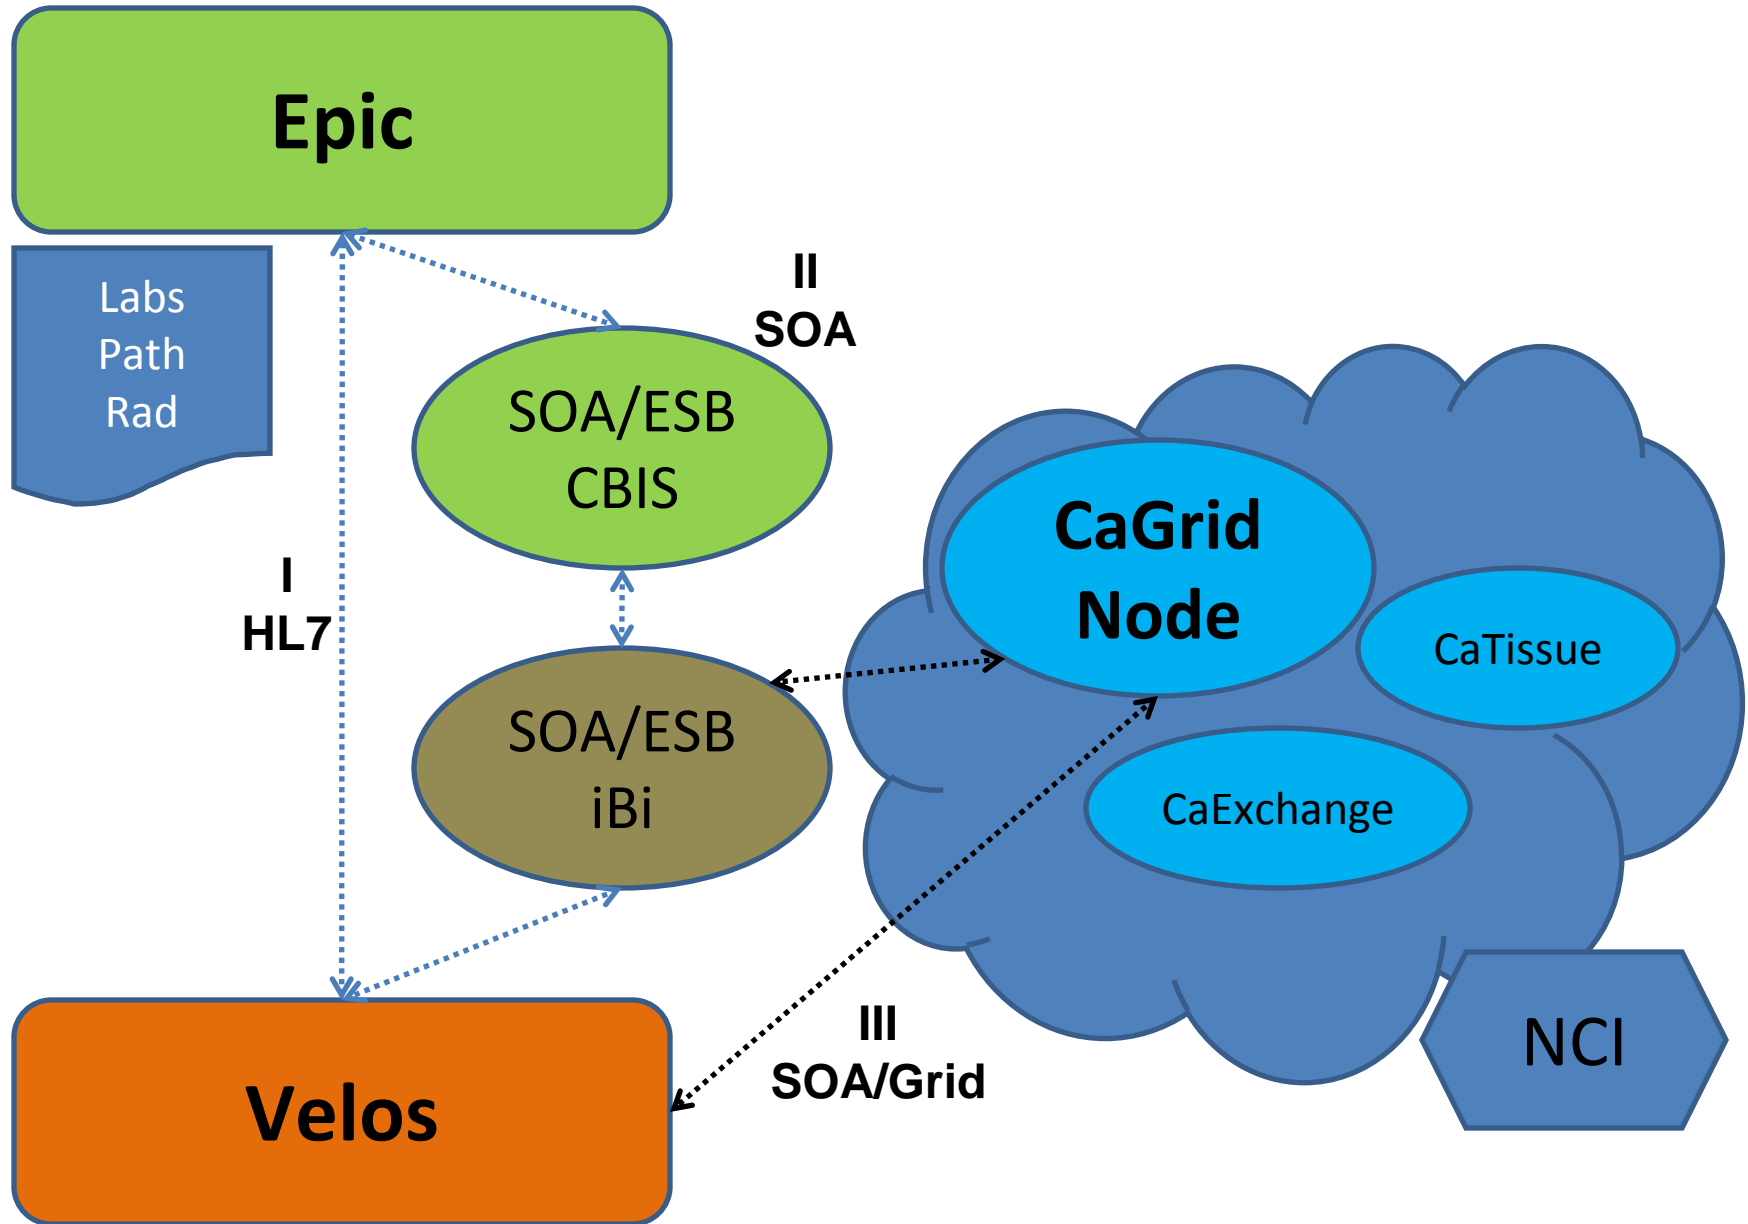 Epic
Labs
Path
Rad
II
SOA
SOA/ESB
CBIS
I
HL7
SOA/ESB
iBi
CaGrid
Node
CaTissue
CaExchange
III
SOA/Grid
NCI
Velos